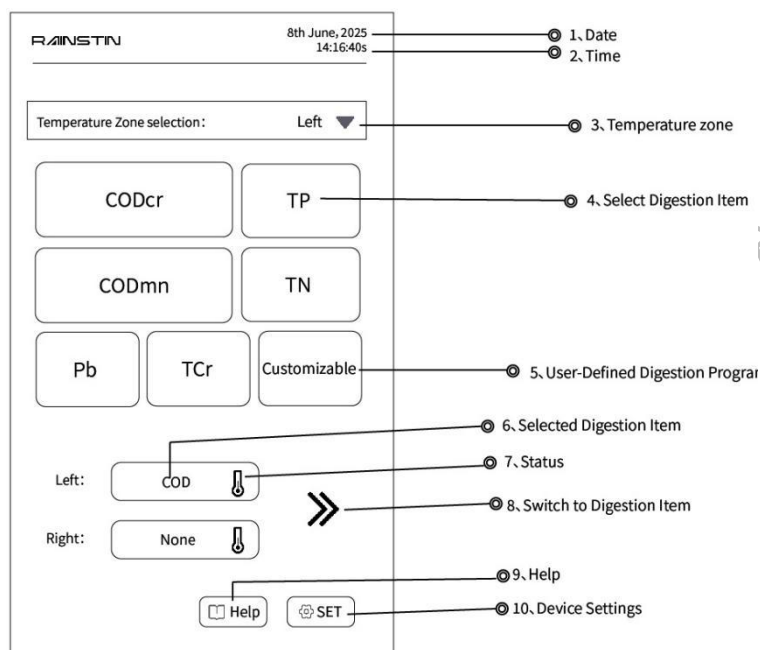 RAINSTIN
8th June, 2025
14:16:40s
1、Date
2、Time
Temperature Zone selection:
Left
3、Temperature zone
CODcr
TP
4、Select Digestion Item
CODmn
TN
Pb
TCr
Customizable
5、User-Defined Digestion Progra
6、Selected Digestion Item
Left:
COD
7、Status
8、Switch to Digestion Item
Right:
None
9、Help
Help
SET
10、Device Settings